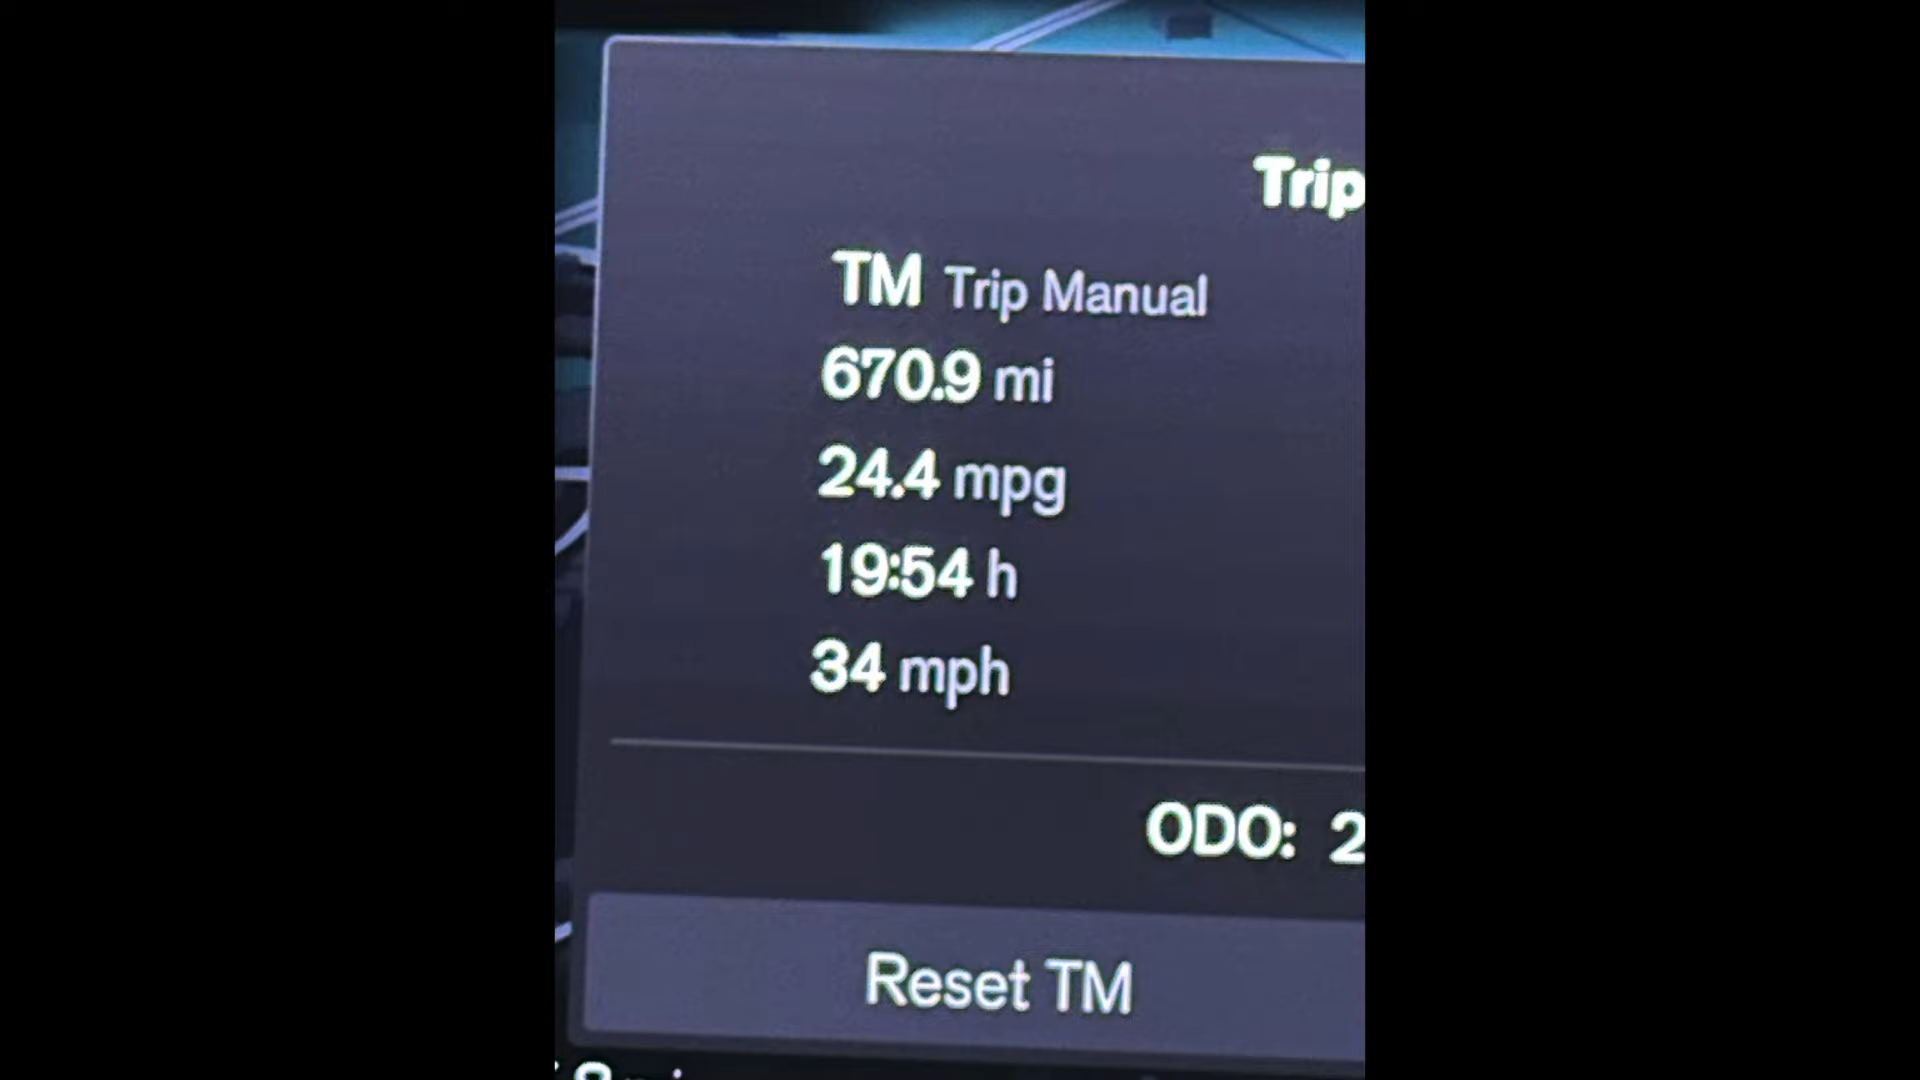 Trip
TM Trip Manual
670.9 mi
24.4 mpg
19:54 h
34 mph
ODO: 2
Reset TM